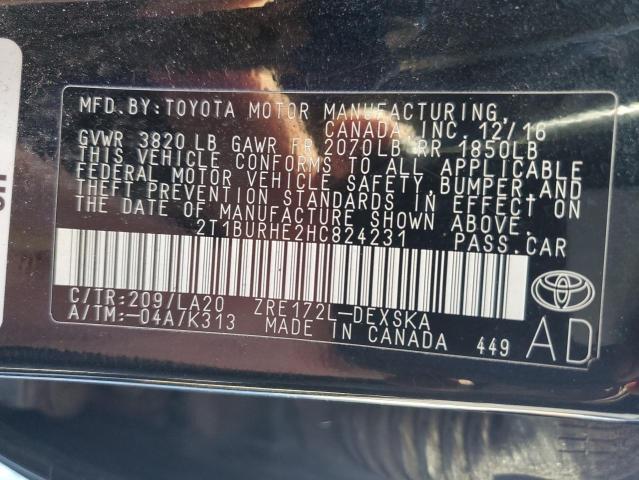 MFD.BY:TOYOTA MOTOR MANUFACTURING,
CANADA, INC. 12/16
GVWR 3820 LB GAWR FR 2070LB RR 1850LB
THIS VEHICLE CONFORMS TO ALL APPLICABLE
FEDERAL MOTOR VEHICLE SAFETY, BUMPER, AND
THEFT PREVENTION STANDARDS IN EFFECT ON
THE DATE OF MANUFACTURE SHOWN ABOVE.
2T1BURHE2HC824231 PASS.CAR
C/TR:209/LA20 ZRE172L-DEXSKA
A/TM:-04A/K313 MADE IN CANADA 449 AD